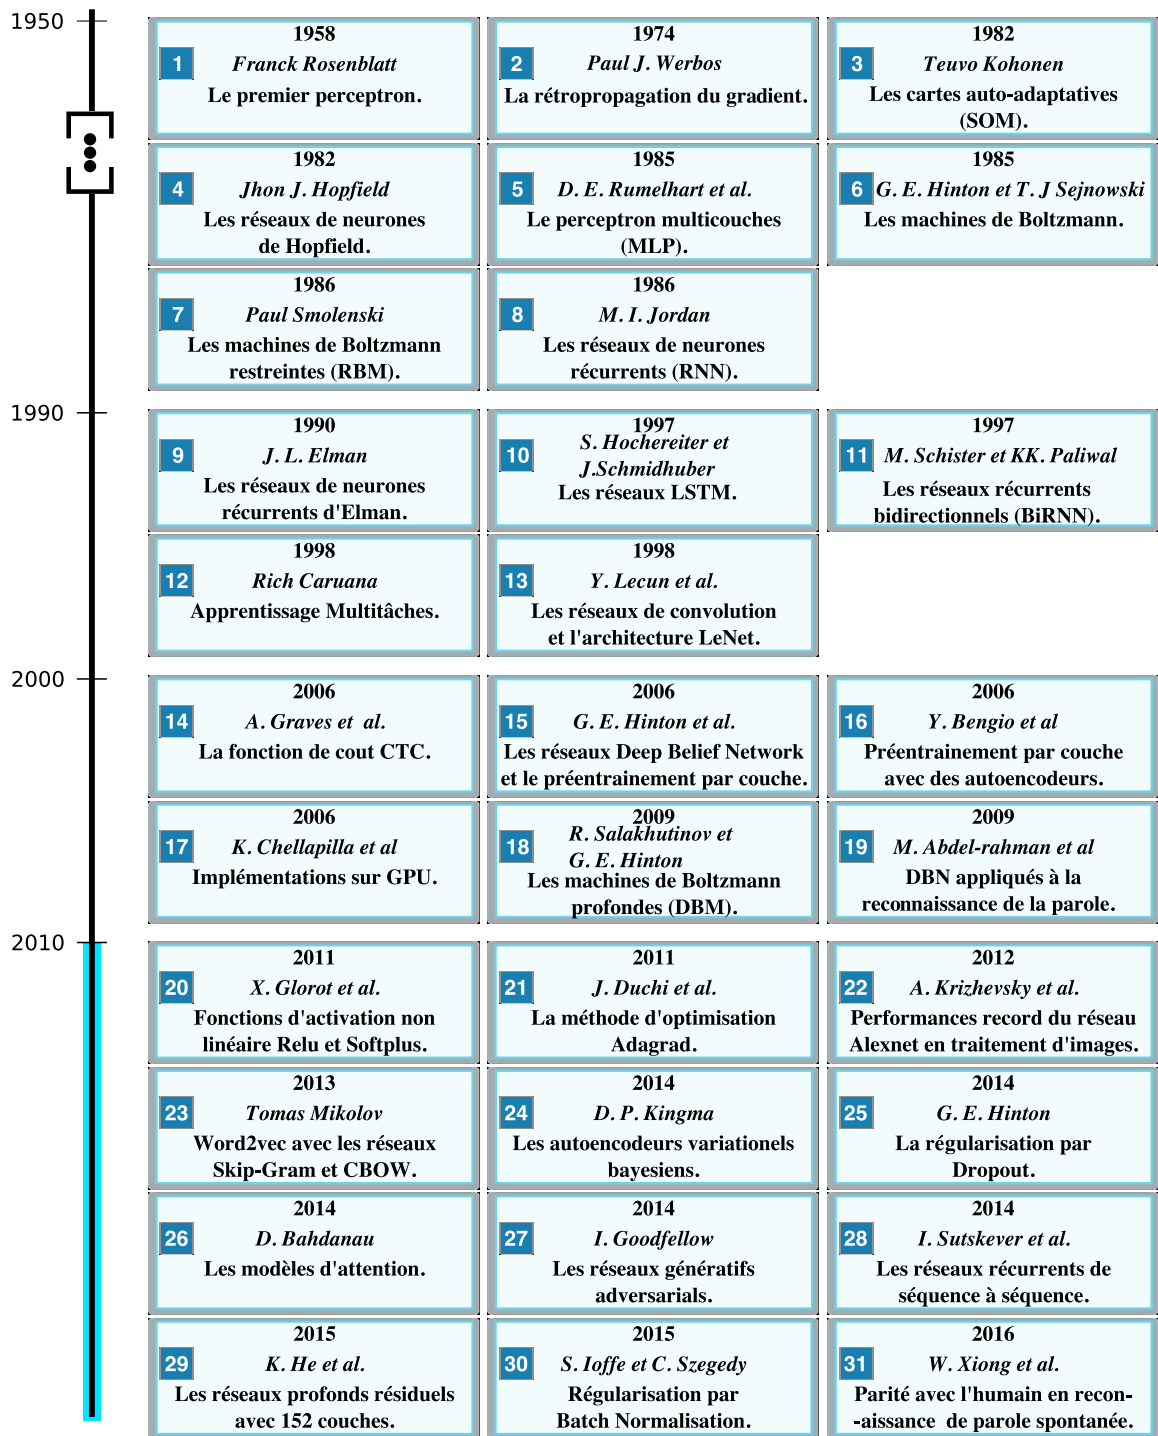 1950
1958
1
Franck Rosenblatt
Le premier perceptron.
1974
2
Paul J. Werbos
La rétropropagation du gradient.
1982
3
Teuvo Kohonen
Les cartes auto-adaptatives
(SOM).
1982
4
Jhon J. Hopfield
Les réseaux de neurones
de Hopfield.
1985
5
D. E. Rumelhart et al.
Le perceptron multicouches
(MLP).
1985
6
G. E. Hinton et T. J Sejnowski
Les machines de Boltzmann.
1986
7
Paul Smolenski
Les machines de Boltzmann
restreintes (RBM).
1986
8
M. I. Jordan
Les réseaux de neurones
récurrents (RNN).
1990
1990
9
J. L. Elman
Les réseaux de neurones
récurrents d'Elman.
1997
10
S. Hochereiter et
J.Schmidhuber
Les réseaux LSTM.
1997
11
M. Schister et KK. Paliwal
Les réseaux récurrents
bidirectionnels (BiRNN).
1998
12
Rich Caruana
Apprentissage Multitâches.
1998
13
Y. Lecun et al.
Les réseaux de convolution
et l'architecture LeNet.
2000
2006
14
A. Graves et al.
La fonction de cout CTC.
2006
15
G. E. Hinton et al.
Les réseaux Deep Belief Network
et le préentrainement par couche.
2006
16
Y. Bengio et al
Préentrainement par couche
avec des autoencodeurs.
2006
17
K. Chellapilla et al
Implémentations sur GPU.
2009
18
R. Salakhutinov et
G. E. Hinton
Les machines de Boltzmann
profondes (DBM).
2009
19
M. Abdel-rahman et al
DBN appliqués à la
reconnaissance de la parole.
2010
2011
20
X. Glorot et al.
Fonctions d'activation non
linéaire Relu et Softplus.
2011
21
J. Duchi et al.
La méthode d'optimisation
Adagrad.
2012
22
A. Krizhevsky et al.
Performances record du réseau
Alexnet en traitement d'images.
2013
23
Tomas Mikolov
Word2vec avec les réseaux
Skip-Gram et CBOW.
2014
24
D. P. Kingma
Les autoencodeurs variationels
bayesiens.
2014
25
G. E. Hinton
La régularisation par
Dropout.
2014
26
D. Bahdanau
Les modèles d'attention.
2014
27
I. Goodfellow
Les réseaux génératifs
adversarials.
2014
28
I. Sutskever et al.
Les réseaux récurrents de
séquence à séquence.
2015
29
K. He et al.
Les réseaux profonds résiduels
avec 152 couches.
2015
30
S. Ioffe et C. Szegedy
Régularisation par
Batch Normalisation.
2016
31
W. Xiong et al.
Parité avec l'humain en recon-
-aissance de parole spontanée.